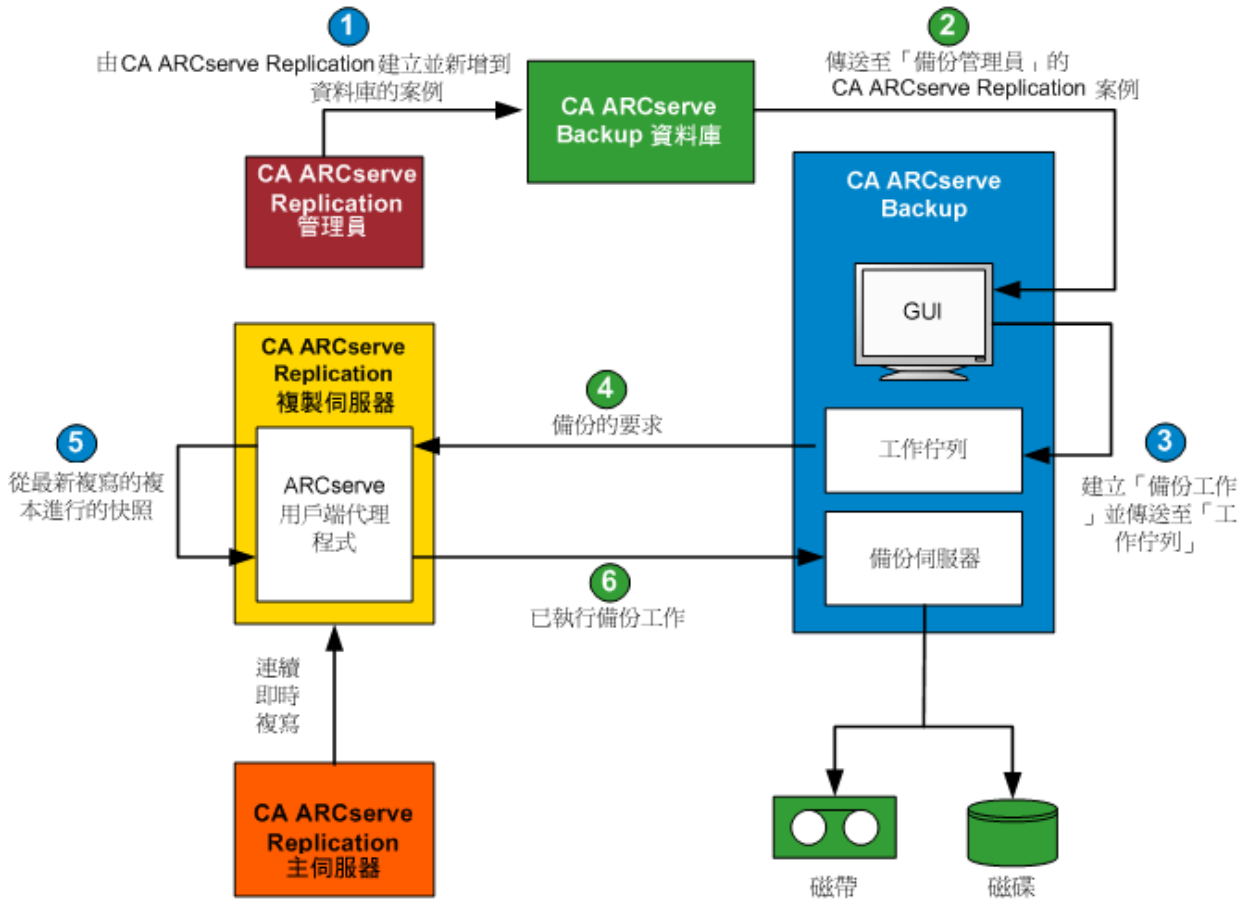 1
由CA ARCserve Replication 建立並新增到
資料庫的案例
2
傳送至「備份管理員」的
CA ARCserve Replication 案例
CA ARCserve
Backup 資料庫
CA ARCserve
Replication
管理員
CA ARCserve
Backup
GUI
CA ARCserve
Replication
複製伺服器
4
備份的要求
工作佇列
3
建立「備份工作
」並傳送至「工
作佇列」
5
從最新複寫的複
本進行的快照
ARCserve
用戶端代理
程式
備份伺服器
6
已執行備份工作
連續
即時
複寫
CA ARCserve
Replication
主伺服器
磁帶
磁碟